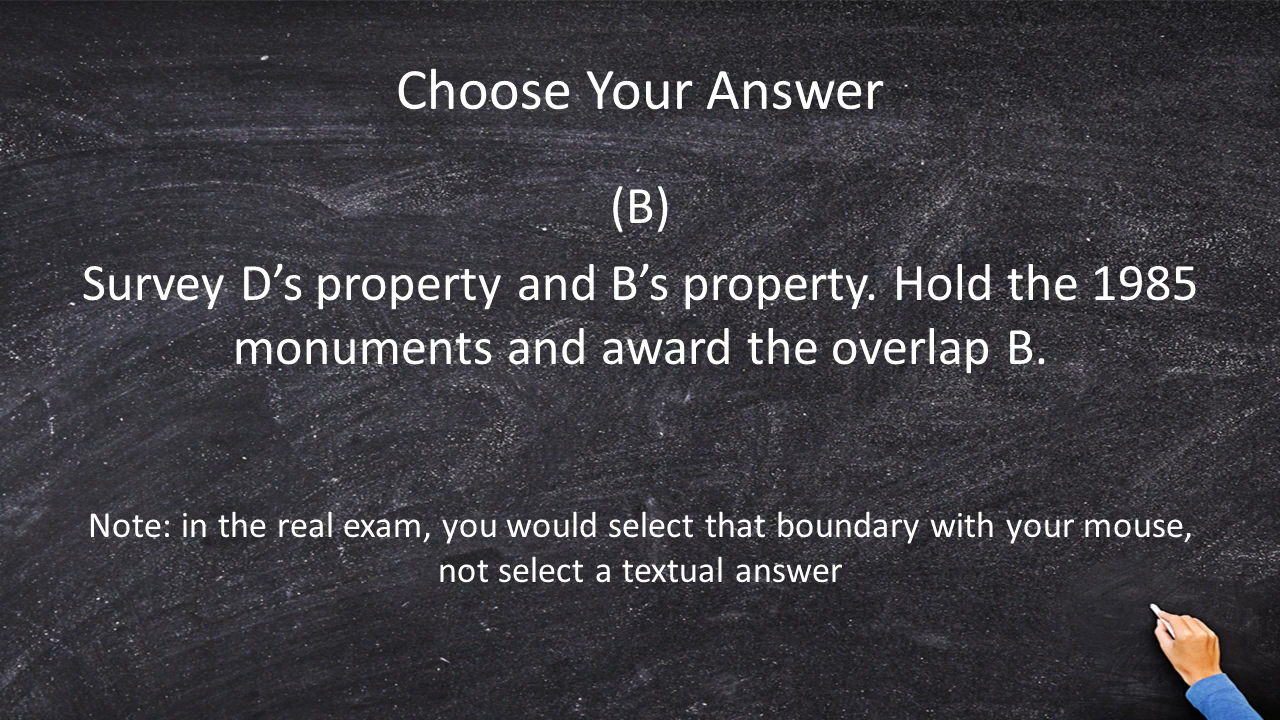 Choose Your Answer
(B)
Survey D’s property and B’s property. Hold the 1985
monuments and award the overlap B.
Note: in the real exam, you would select that boundary with your mouse,
not select a textual answer